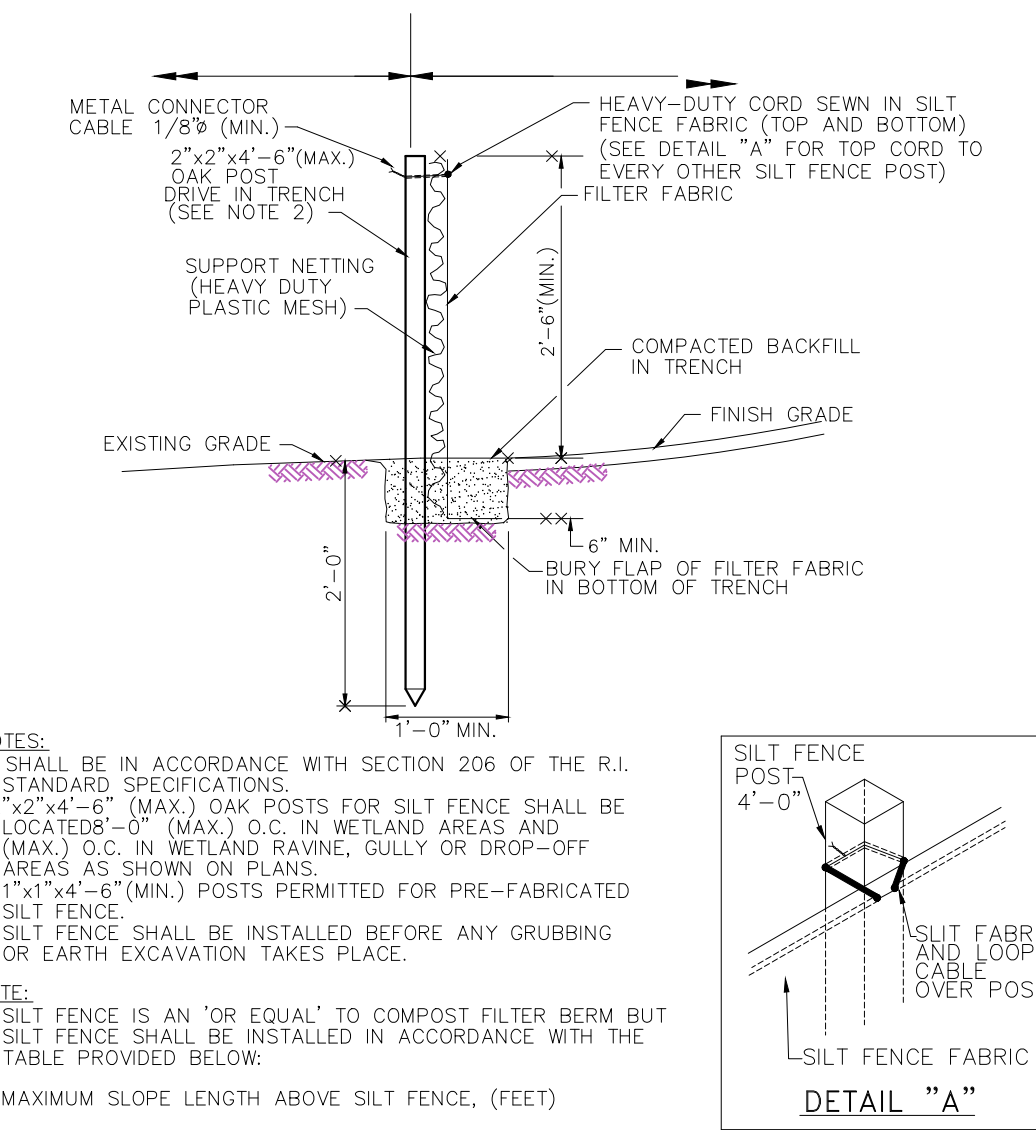 METAL CONNECTOR
CABLE 1/8"ø (MIN.)
2"x2"x4'-6"(MAX.)
OAK POST
DRIVE IN TRENCH
(SEE NOTE 2)
SUPPORT NETTING
(HEAVY DUTY
PLASTIC MESH)
EXISTING GRADE
HEAVY-DUTY CORD SEWN IN SILT
FENCE FABRIC (TOP AND BOTTOM)
(SEE DETAIL "A" FOR TOP CORD TO
EVERY OTHER SILT FENCE POST)
FILTER FABRIC
2'-6"(MIN.)
COMPACTED BACKFILL
IN TRENCH
FINISH GRADE
6" MIN.
BURY FLAP OF FILTER FABRIC
IN BOTTOM OF TRENCH
2'-0"
1'-0" MIN.
OTES:
SHALL BE IN ACCORDANCE WITH SECTION 206 OF THE R.I.
STANDARD SPECIFICATIONS.
"x2"x4'-6" (MAX.) OAK POSTS FOR SILT FENCE SHALL BE
LOCATED8'-0" (MAX.) O.C. IN WETLAND AREAS AND
(MAX.) O.C. IN WETLAND RAVINE, GULLY OR DROP-OFF
AREAS AS SHOWN ON PLANS.
1"x1"x4'-6"(MIN.) POSTS PERMITTED FOR PRE-FABRICATED
SILT FENCE.
SILT FENCE SHALL BE INSTALLED BEFORE ANY GRUBBING
OR EARTH EXCAVATION TAKES PLACE.
TE:
SILT FENCE IS AN 'OR EQUAL' TO COMPOST FILTER BERM BUT
SILT FENCE SHALL BE INSTALLED IN ACCORDANCE WITH THE
TABLE PROVIDED BELOW:
MAXIMUM SLOPE LENGTH ABOVE SILT FENCE, (FEET)
SILT FENCE
POST
4'-0"
SLIT FABR
AND LOOP
CABLE
OVER POS
SILT FENCE FABRIC
DETAIL "A"